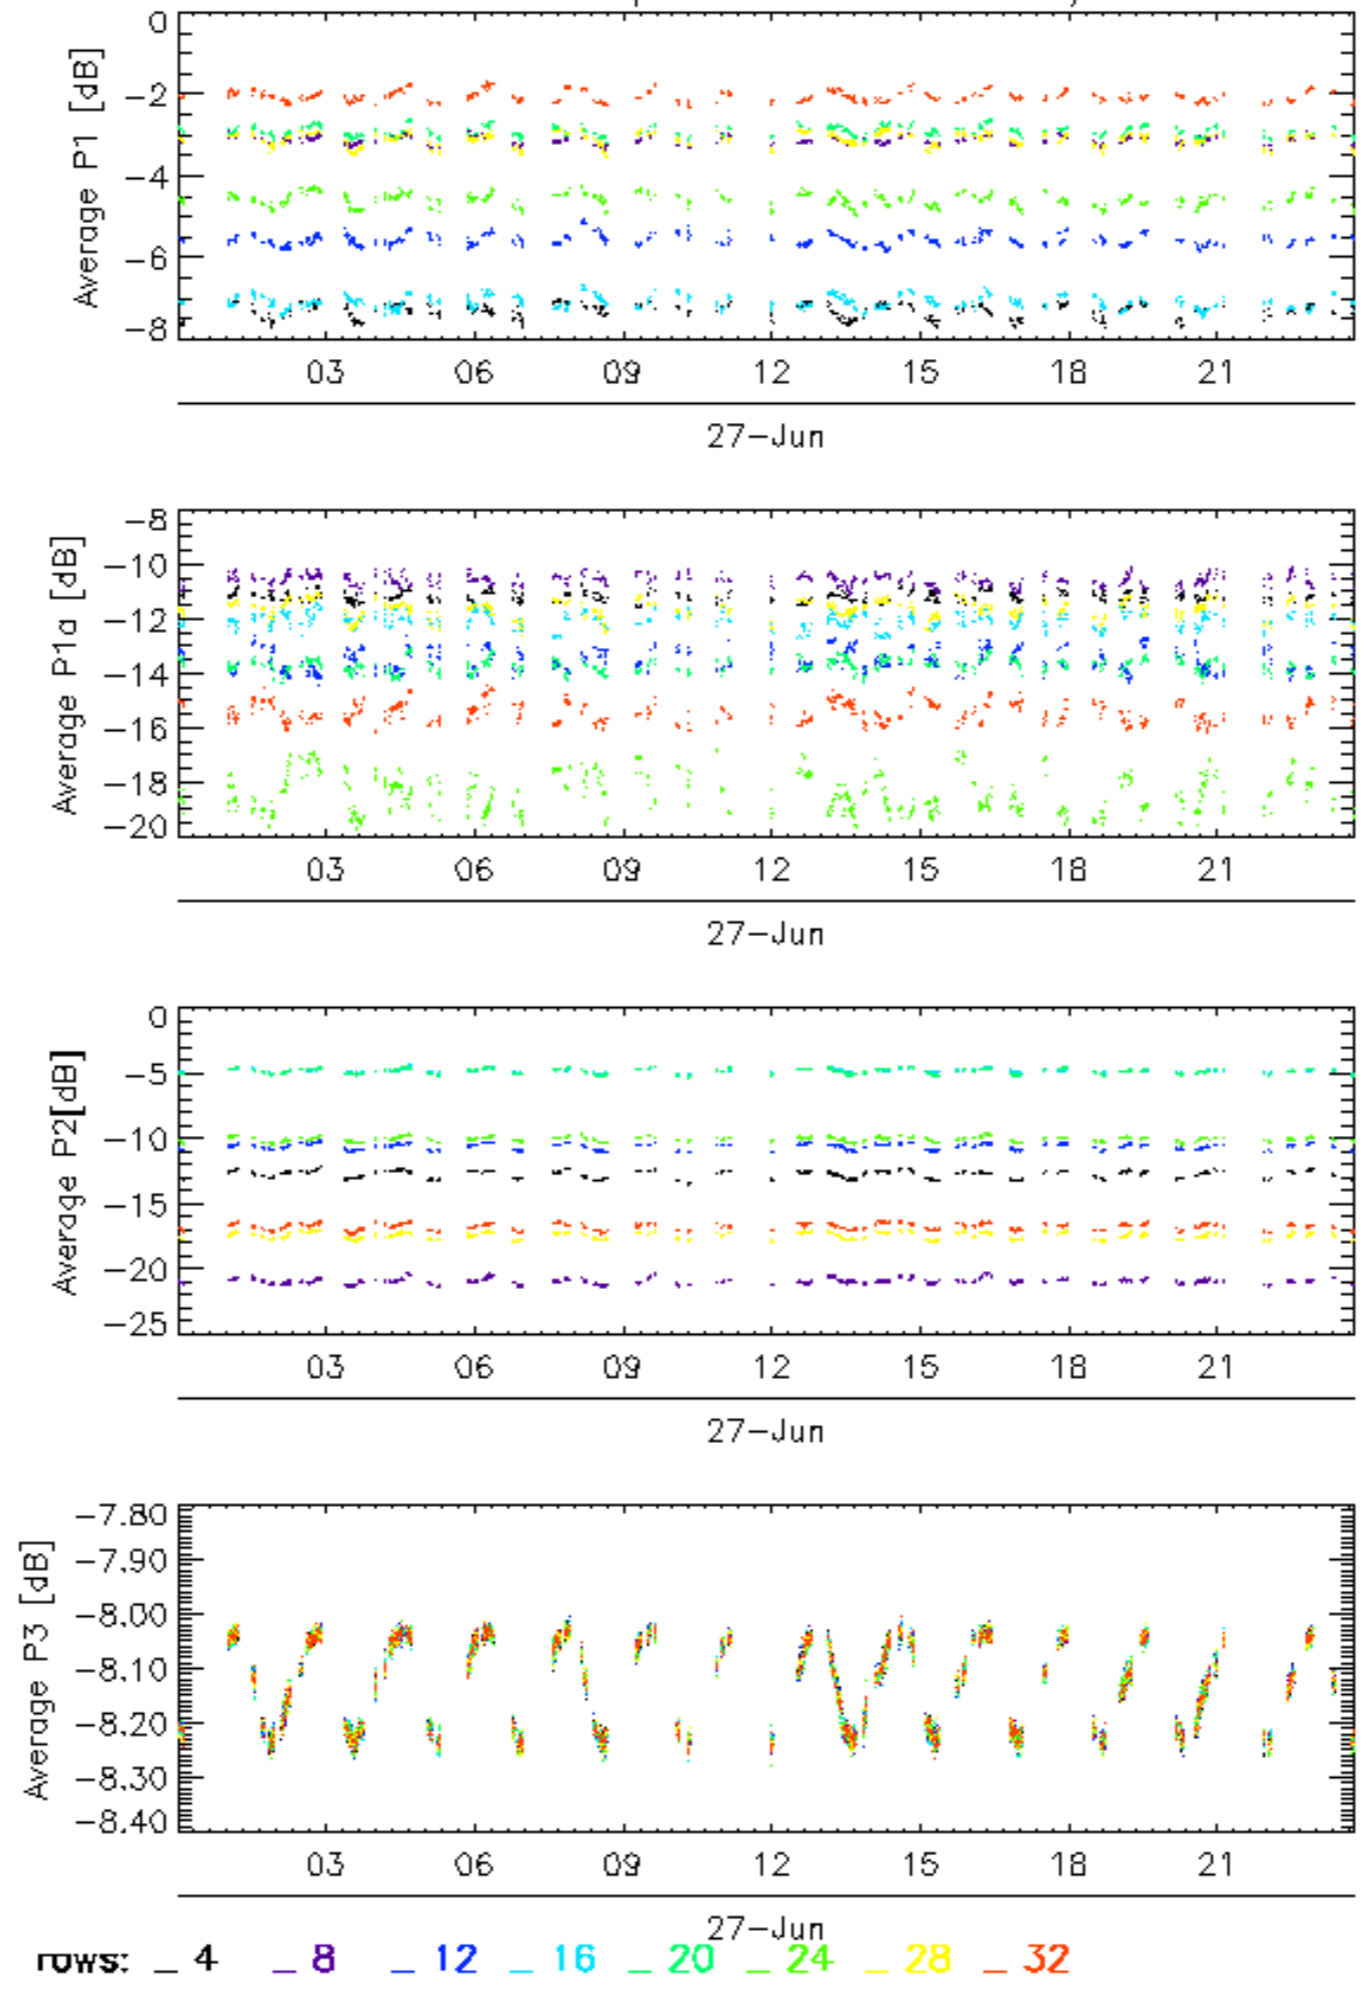 Average P1 [dB]
0
−2
−4
−6
−8
03 06 09 12 15 18 21
27−Jun
Average P1a [dB]
−8
−10
−12
−14
−16
−18
−20
03 06 09 12 15 18 21
27−Jun
Average P2[dB]
0
−5
−10
−15
−20
−25
03 06 09 12 15 18 21
27−Jun
Average P3 [dB]
−7.80
−7.90
−8.00
−8.10
−8.20
−8.30
−8.40
03 06 09 12 15 18 21
27−Jun
rows: _ 4 _ 8 _ 12 _ 16 _ 20 _ 24 _ 28 _ 32